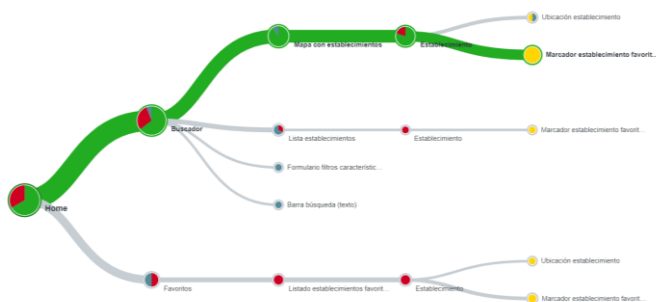 Ubicación establecimiento
Mapa con establecimientos
Establecimiento
Marcador establecimiento favorit...
Buscador
Lista establecimientos
Establecimiento
Marcador establecimiento favorit...
Formulario filtros característic...
Barra búsqueda (texto)
Home
Ubicación establecimiento
Favoritos
Listado establecimientos favorit...
Establecimiento
Marcador establecimiento favorit...